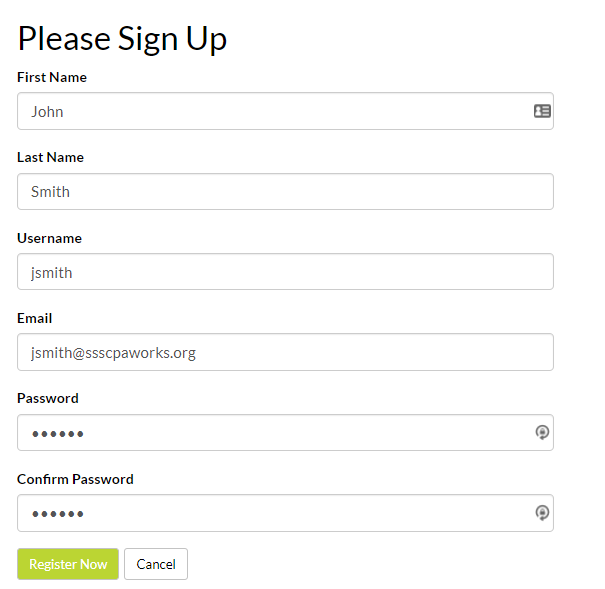 Please Sign Up
First Name
John
Last Name
Smith
Username
jsmith
Email
jsmith@ssscpaworks.org
Password
••••••
Confirm Password
••••••
Register Now Cancel